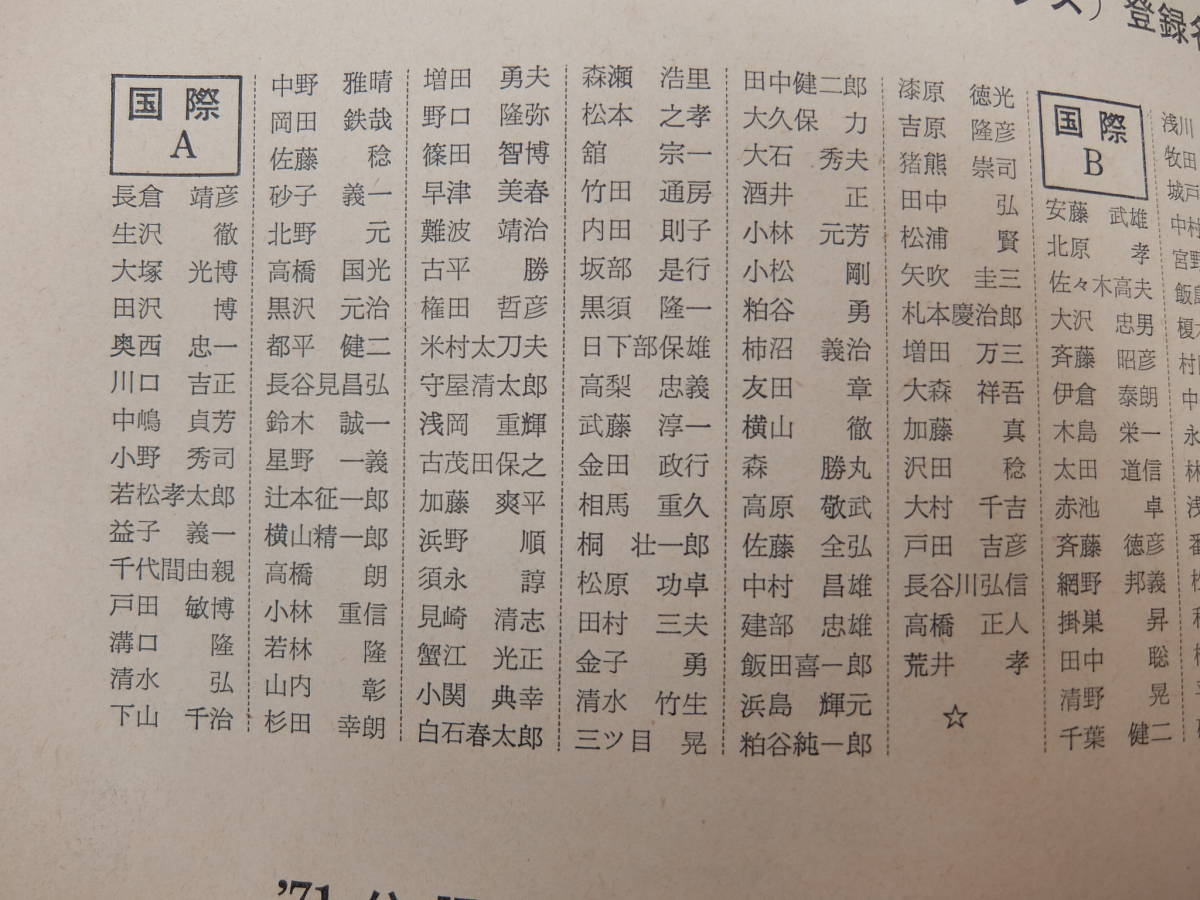 ンス）登録名
国際
A
長倉 靖彦
生沢 徹
大塚 光博
田沢 博
奥西 忠一
川口 吉正
中嶋 貞芳
小野 秀司
若松孝太郎
益子 義一
千代間由親
戸田 敏博
溝口 隆
清水 弘
下山 千治
中野 雅晴
岡田 鉄哉
佐藤 稔
砂子 義一
北野 元
高橋 国光
黒沢 元治
都平 健二
長谷見昌弘
鈴木 誠一
星野 一義
辻本征一郎
横山精一郎
高橋 朗
小林 重信
若林 隆
山内 彰
杉田 幸朗
増田 勇夫
野口 隆弥
篠田 智博
早津 美春
難波 靖治
古平 勝
権田 哲彦
米村太刀夫
守屋清太郎
浅岡 重輝
古茂田保之
加藤 爽平
浜野 順
須永 諄
見崎 清志
蟹江 光正
小関 典幸
白石春太郎
森瀬 浩里
松本 之孝
舘 宗一
竹田 通房
内田 則子
坂部 是行
黒須 隆一
日下部保雄
高梨 忠義
武藤 淳一
金田 政行
相馬 重久
桐 壮一郎
松原 功卓
田村 三夫
金子 勇
清水 竹生
三ツ目 晃
田中健二郎
大久保 力
大石 秀夫
酒井 正
小林 元芳
小松 剛
粕谷 勇
柿沼 義治
友田 章
横山 徹
森 勝丸
高原 敬武
佐藤 全弘
中村 昌雄
建部 忠雄
飯田喜一郎
浜島 輝元
粕谷純一郎
漆原 徳光
吉原 隆彦
猪熊 崇司
田中 弘
松浦 賢
矢吹 圭三
札本慶治郎
増田 万三
大森 祥吾
加藤 真
沢田 稔
大村 千吉
戸田 吉彦
長谷川弘信
高橋 正人
荒井 孝
☆
国際
B
安藤 武雄
北原 孝
佐々木高夫
大沢 忠男
斉藤 昭彦
伊倉 泰朗
木島 栄一
太田 道信
赤池 卓
斉藤 徳彦
網野 邦義
掛巣 昇
田中 聡
清野 晃
千葉 健二
浅川
牧田
城戸
中村
宮野
'71